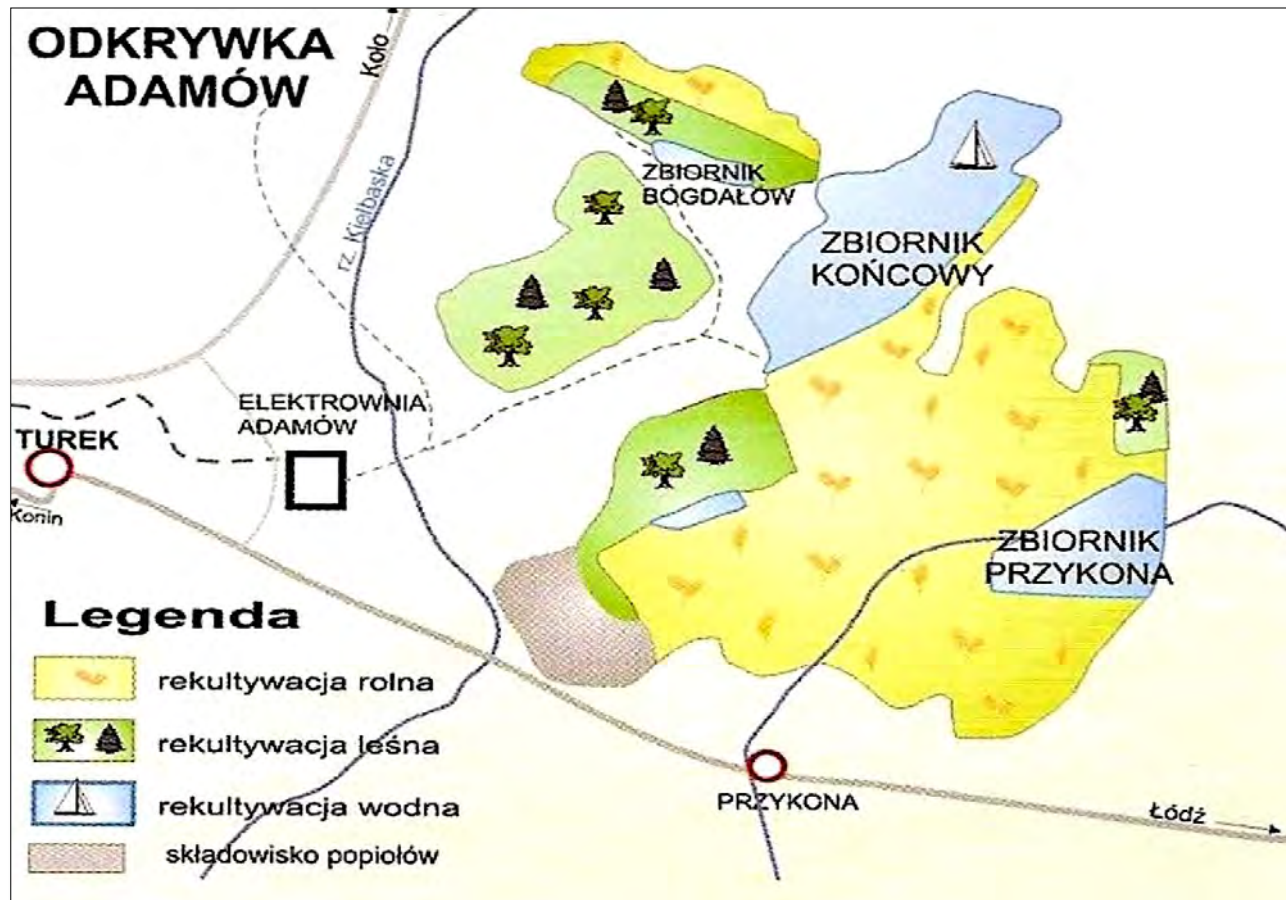 ODKRYWKA
ADAMÓW
Koło
rz. Kiełbaska
ZBIORNIK
BOGDAŁÓW
ZBIORNIK
KOŃCOWY
ELEKTROWNIA
ADAMÓW
TUREK
Konin
ZBIORNIK
PRZYKONA
Legenda
rekultywacja rolna
rekultywacja leśna
rekultywacja wodna
składowisko popiołów
PRZYKONA
Łódź